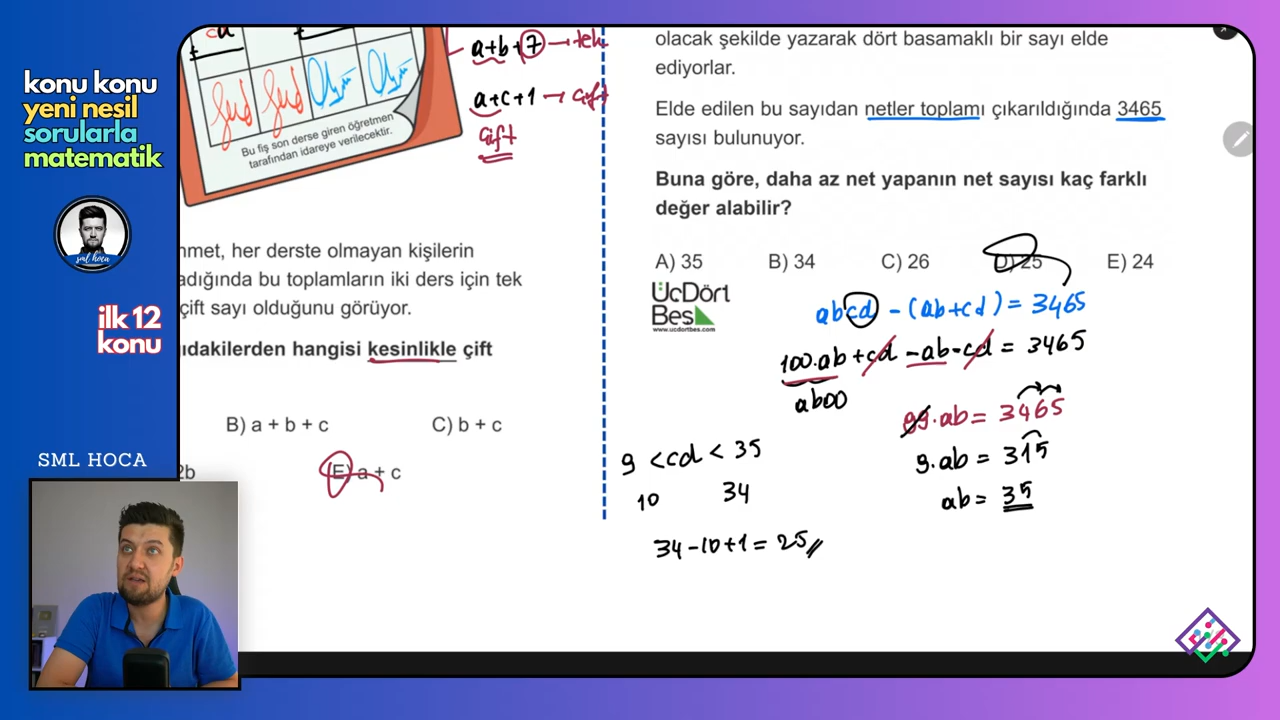 konu konu
yeni nesil
sorularla
matematik
sml hoca
ilk 12
konu
SML HOCA
Bu fiş son derse giren öğretmen
tarafından idareye verilecektir.
a+b+7 → tek
a+c+1 → çift
çift
hmet, her derste olmayan kişilerin
adığında bu toplamların iki ders için tek
çift sayı olduğunu görüyor.
ğıdakilerden hangisi kesinlikle çift
B) a + b + c
C) b + c
2b
E) a + c
olacak şekilde yazarak dört basamaklı bir sayı elde
ediyorlar.
Elde edilen bu sayıdan netler toplamı çıkarıldığında 3465
sayısı bulunuyor.
Buna göre, daha az net yapanın net sayısı kaç farklı
değer alabilir?
A) 35 B) 34 C) 26 D) 25 E) 24
ÜçDört
Beş
www.ucdortbes.com
abcd - (ab+cd) = 3465
100.ab + cd - ab - cd = 3465
ab00
99.ab = 3465
9.ab = 315
ab = 35
9 < cd < 35
10 34
34-10+1 = 25